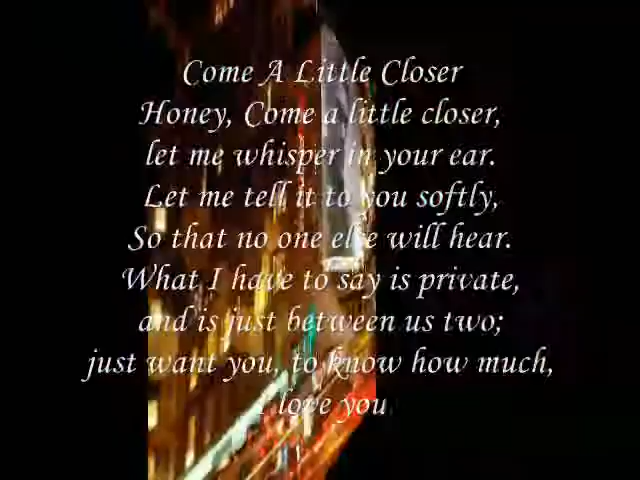 Come A Little Closer
Honey, Come a little closer,
let me whisper in your ear.
Let me tell it to you softly,
So that no one else will hear.
What I have to say is private,
and is just between us two;
just want you, to know how much,
I love you